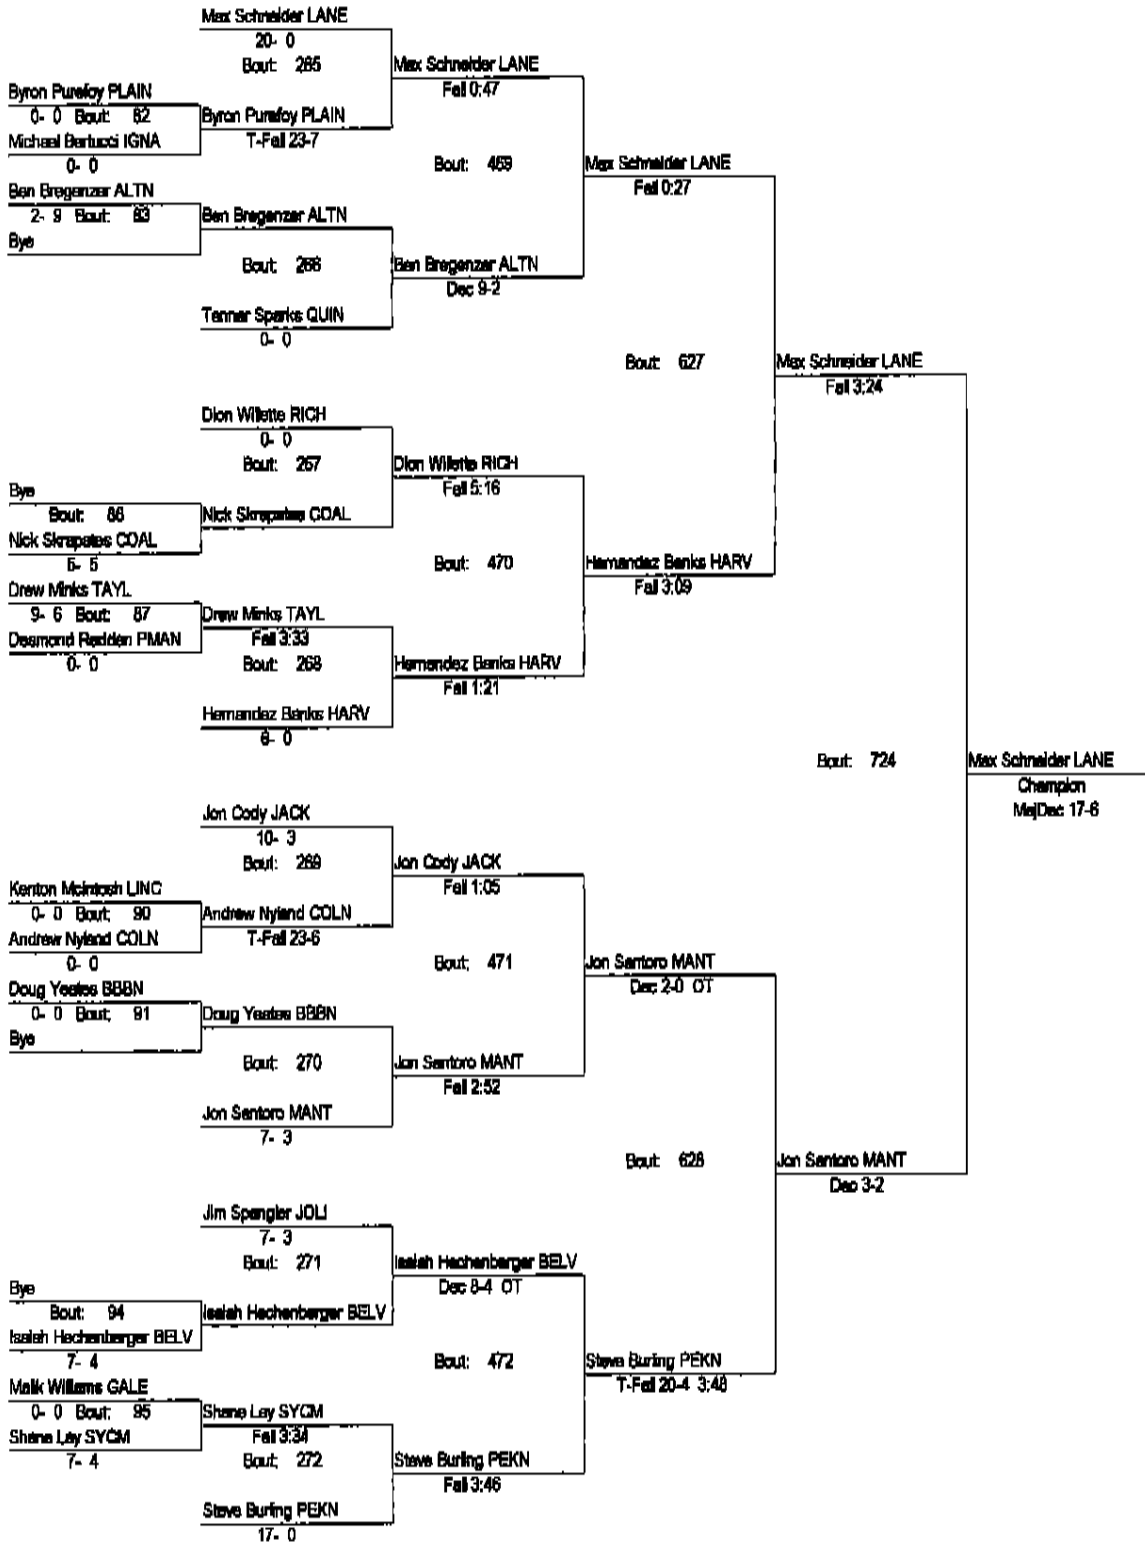 Max Schneider LANE
20- 0
Bout: 265
Max Schneider LANE
Fall 0:47
Byron Purefoy PLAIN
0- 0 Bout: 82
Byron Purefoy PLAIN
T-Fall 23-7
Michael Bertucci IGNA
0- 0
Bout: 469
Max Schneider LANE
Fall 0:27
Ben Bregenzer ALTN
2- 9 Bout: 83
Ben Bregenzer ALTN
Bye
Bout: 266
Ben Bregenzer ALTN
Dec 9-2
Tanner Sparks QUIN
0- 0
Bout: 627
Max Schneider LANE
Fall 3:24
Dion Willette RICH
0- 0
Bout: 267
Dion Willette RICH
Fall 5:16
Bye
Bout: 86
Nick Skrapates COAL
Nick Skrapates COAL
5- 5
Bout: 470
Hernandez Banks HARV
Fall 3:09
Drew Minks TAYL
9- 6 Bout: 87
Drew Minks TAYL
Fall 3:33
Desmond Redden PMAN
0- 0
Bout: 268
Hernandez Banks HARV
Fall 1:21
Hernandez Banks HARV
6- 0
Bout: 724
Max Schneider LANE
Champion
MajDec 17-6
Jon Cody JACK
10- 3
Bout: 269
Jon Cody JACK
Fall 1:05
Kenton Mcintosh LINC
0- 0 Bout: 90
Andrew Nyland COLN
T-Fall 23-6
Andrew Nyland COLN
0- 0
Bout: 471
Jon Santoro MANT
Dec 2-0 OT
Doug Yeates BBBN
0- 0 Bout: 91
Doug Yeates BBBN
Bye
Bout: 270
Jon Santoro MANT
Fall 2:52
Jon Santoro MANT
7- 3
Bout: 628
Jon Santoro MANT
Dec 3-2
Jim Spangler JOLI
7- 3
Bout: 271
Isaiah Hachenberger BELV
Dec 8-4 OT
Bye
Bout: 94
Isaiah Hachenberger BELV
Isaiah Hachenberger BELV
7- 4
Bout: 472
Steve Burling PEKN
T-Fall 20-4 3:48
Malik Williams GALE
0- 0 Bout: 95
Shane Lay SYCM
Fall 3:34
Shane Lay SYCM
7- 4
Bout: 272
Steve Burling PEKN
Fall 3:46
Steve Burling PEKN
17- 0